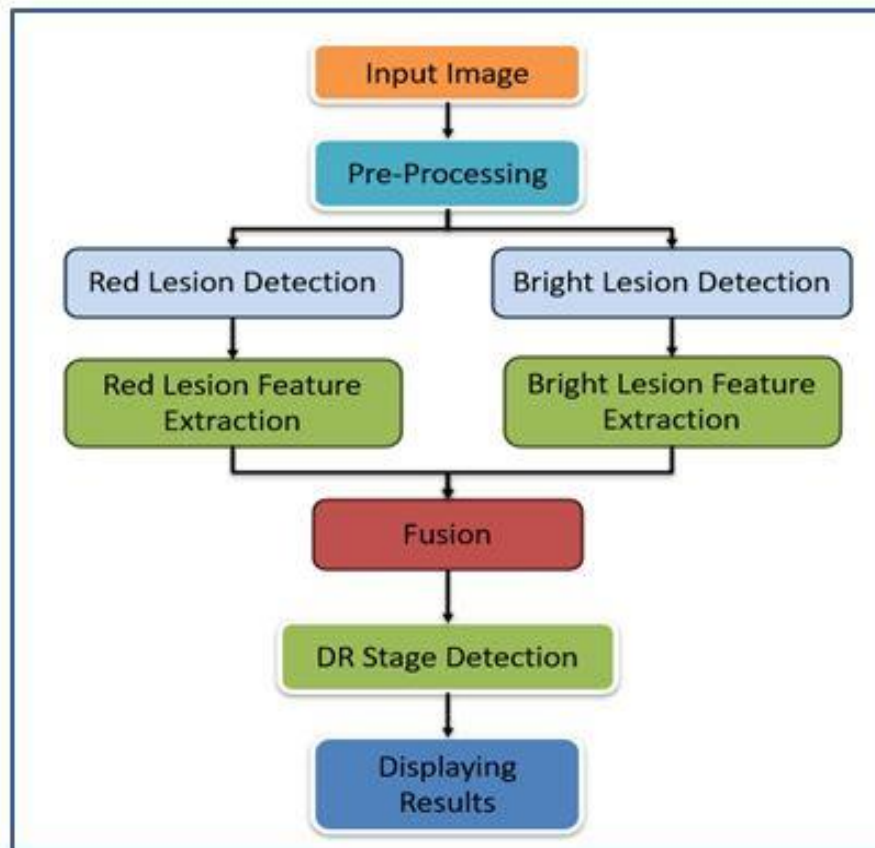 Input Image
Pre-Processing
Red Lesion Detection
Bright Lesion Detection
Red Lesion Feature
Extraction
Bright Lesion Feature
Extraction
Fusion
DR Stage Detection
Displaying
Results